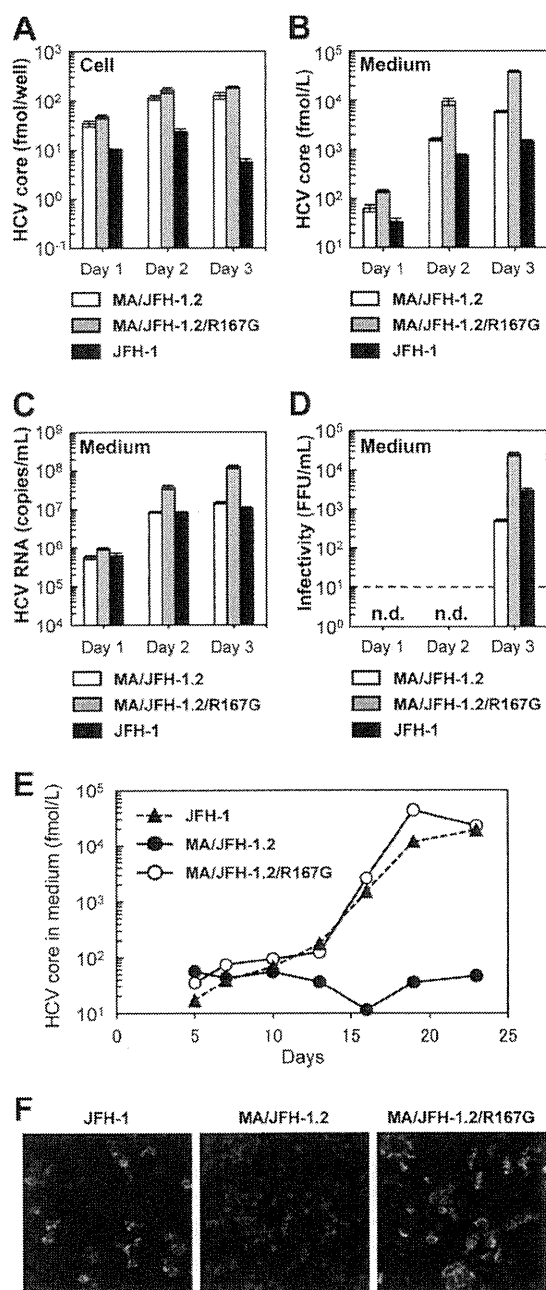 A
Cell
HCV core (fmol/well)
10³
10²
10¹
10⁰
10⁻¹
Day 1 Day 2 Day 3
MA/JFH-1.2
MA/JFH-1.2/R167G
JFH-1
B
Medium
HCV core (fmol/L)
10⁵
10⁴
10³
10²
10¹
Day 1 Day 2 Day 3
MA/JFH-1.2
MA/JFH-1.2/R167G
JFH-1
C
Medium
HCV RNA (copies/mL)
10⁹
10⁸
10⁷
10⁶
10⁵
10⁴
Day 1 Day 2 Day 3
MA/JFH-1.2
MA/JFH-1.2/R167G
JFH-1
D
Medium
Infectivity (FFU/mL)
10⁵
10⁴
10³
10²
10¹
10⁰
n.d. n.d.
Day 1 Day 2 Day 3
MA/JFH-1.2
MA/JFH-1.2/R167G
JFH-1
E
HCV core in medium (fmol/L)
10⁵
10⁴
10³
10²
10¹
JFH-1
MA/JFH-1.2
MA/JFH-1.2/R167G
0 5 10 15 20 25
Days
F
JFH-1 MA/JFH-1.2 MA/JFH-1.2/R167G